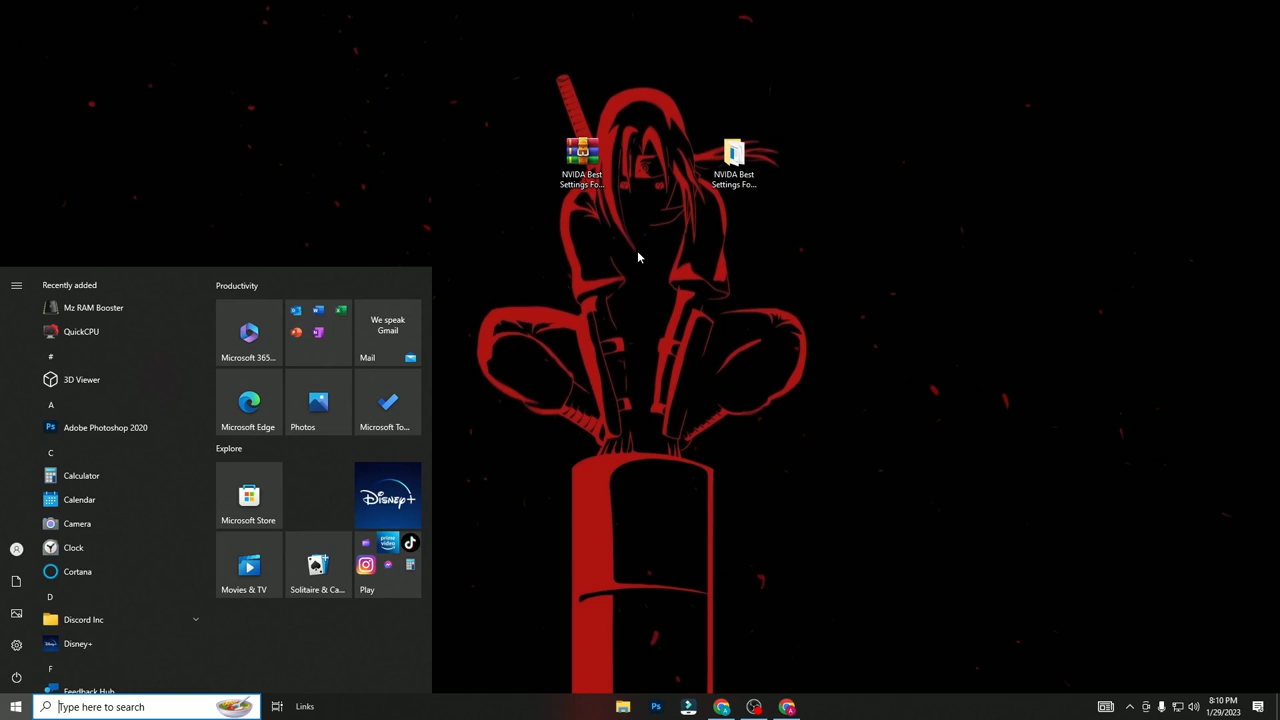 NVIDA Best
Settings Fo...
NVIDA Best
Settings Fo...
Recently added
Mz RAM Booster
QuickCPU
#
3D Viewer
A
Adobe Photoshop 2020
C
Calculator
Calendar
Camera
Clock
Cortana
D
Discord Inc
Disney+
F
Feedback Hub
Productivity
Microsoft 365...
We speak
Gmail
Mail
Microsoft Edge
Photos
Microsoft To...
Explore
Microsoft Store
Disney+
Movies & TV
Solitaire & Ca...
prime video
Play
Type here to search
Links
Ps
8:10 PM
1/29/2023